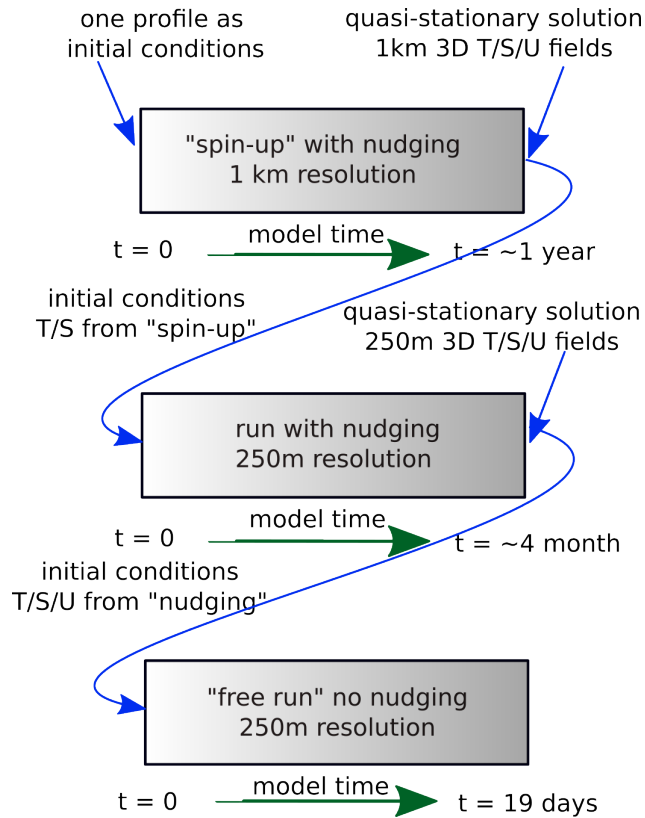 one profile as
initial conditions
quasi-stationary solution
1km 3D T/S/U fields
"spin-up" with nudging
1 km resolution
t = 0
model time
t = ~1 year
initial conditions
T/S from "spin-up"
quasi-stationary solution
250m 3D T/S/U fields
run with nudging
250m resolution
t = 0
model time
t = ~4 month
initial conditions
T/S/U from "nudging"
"free run" no nudging
250m resolution
t = 0
model time
t = 19 days